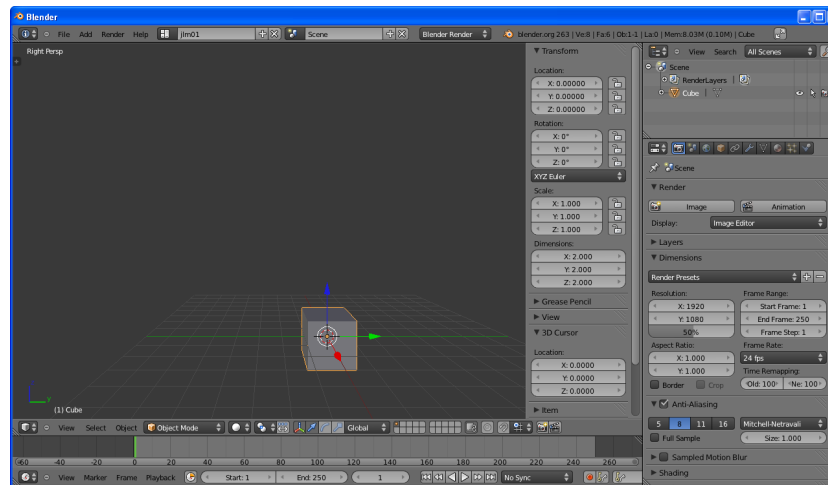 Blender
File Add Render Help jlm01 Scene Blender Render blender.org 263 | Ve:8 | Fa:6 | Ob:1-1 | La:0 | Mem:8.03M (0.10M) | Cube
Right Persp
(1) Cube
View Select Object Object Mode Global
-60 -40 -20 0 20 40 60 80 100 120 140 160 180 200 220 240 260
View Marker Frame Playback Start: 1 End: 250 1 No Sync
Transform
Location:
X: 0.00000
Y: 0.00000
Z: 0.00000
Rotation:
X: 0°
Y: 0°
Z: 0°
XYZ Euler
Scale:
X: 1.000
Y: 1.000
Z: 1.000
Dimensions:
X: 2.000
Y: 2.000
Z: 2.000
Grease Pencil
View
3D Cursor
Location:
X: 0.0000
Y: 0.0000
Z: 0.0000
Item
View Search All Scenes
Scene
RenderLayers |
Cube |
Scene
Render
Image Animation
Display: Image Editor
Layers
Dimensions
Render Presets
Resolution: Frame Range:
X: 1920 Start Frame: 1
Y: 1080 End Frame: 250
50% Frame Step: 1
Aspect Ratio: Frame Rate:
X: 1.000 24 fps
Y: 1.000 Time Remapping:
Border Crop Old: 100 Ne: 100
Anti-Aliasing
5 8 11 16 Mitchell-Netravali
Full Sample Size: 1.000
Sampled Motion Blur
Shading